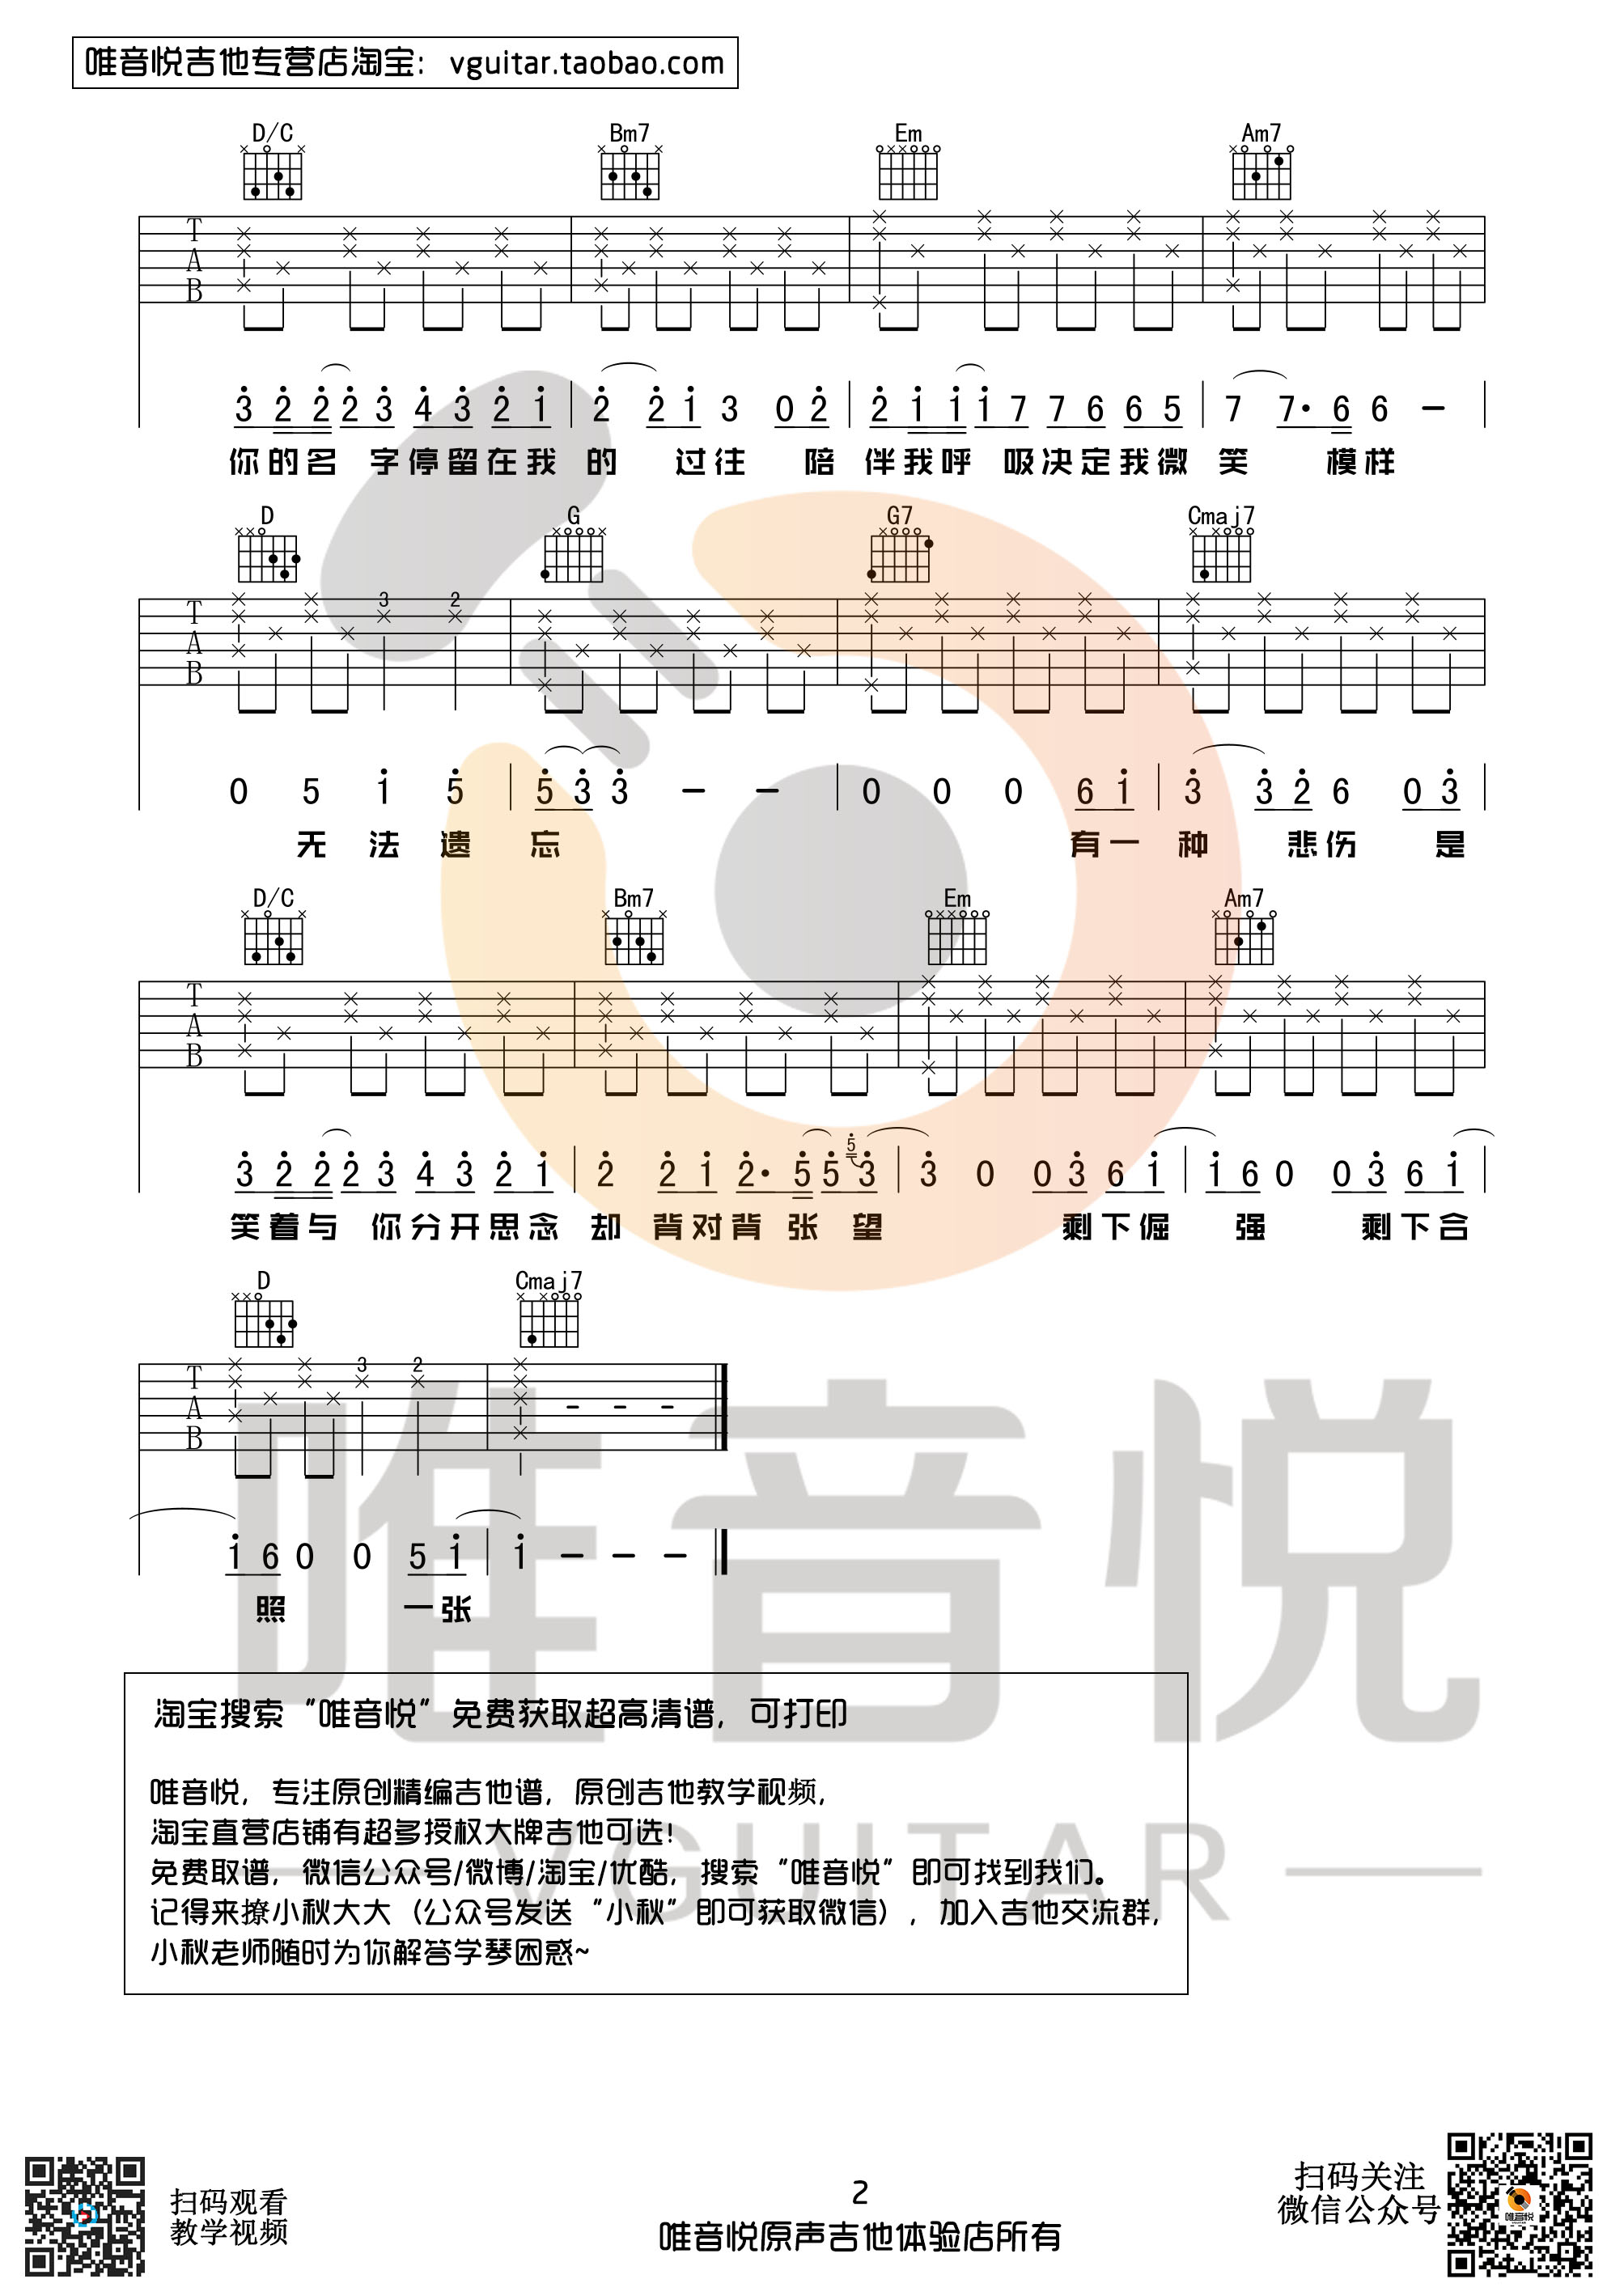 唯音悦吉他专营店淘宝：vguitar.taobao.com
D/C Bm7 Em Am7
T
A
B
3 2 2 2 3 4 3 2 1 2 2 1 3 0 2 2 1 1 1 7 7 6 6 5 7 7· 6 6 -
你的名 字停留在我 的 过往 陪 伴我呼 吸决定我微 笑 模样
D G G7 Cmaj7
3 2
T
A
B
0 5 1 5 5 3 3 - - 0 0 0 6 1 3 3 2 6 0 3
无 法 遗 忘 有一 种 悲伤 是
D/C Bm7 Em Am7
T
A
B
5
3 2 2 2 3 4 3 2 1 2 2 1 2· 5 5 3 3 0 0 3 6 1 1 6 0 0 3 6 1
笑着与 你分开思念 却 背对背 张 望 剩下倔 强 剩下合
D Cmaj7
3 2
T
A
B
- - -
1 6 0 0 5 1 1 - - -
照 一张
唯音悦
VGUITAR
淘宝搜索“唯音悦”免费获取超高清谱，可打印
唯音悦，专注原创精编吉他谱，原创吉他教学视频，
淘宝直营店铺有超多授权大牌吉他可选！
免费取谱，微信公众号/微博/淘宝/优酷，搜索“唯音悦”即可找到我们。
记得来撩小秋大大（公众号发送“小秋”即可获取微信），加入吉他交流群，
小秋老师随时为你解答学琴困惑~
扫码观看
教学视频
2
唯音悦原声吉他体验店所有
扫码关注
微信公众号
唯音悦